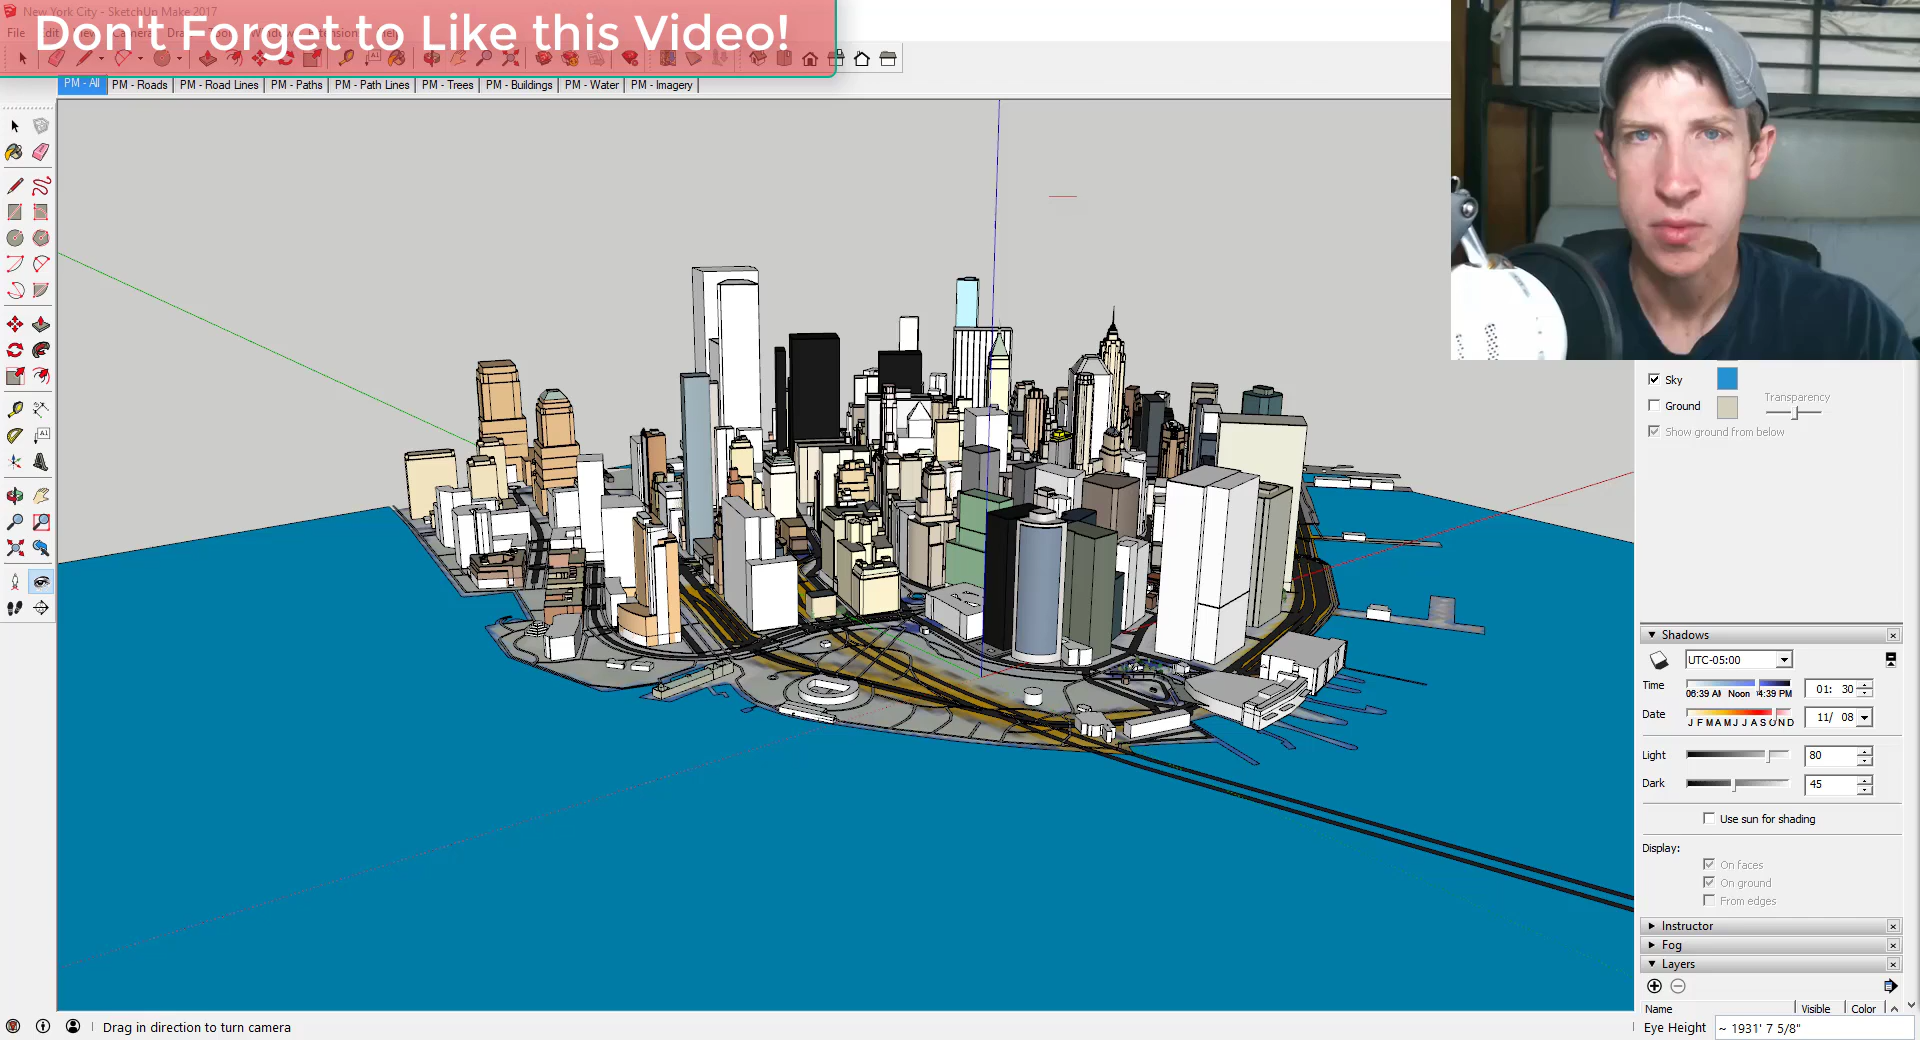 New York City - SketchUp Make 2017
Don't Forget to Like this Video!
File
PM - All
PM - Roads
PM - Road Lines
PM - Paths
PM - Path Lines
PM - Trees
PM - Buildings
PM - Water
PM - Imagery
Sky
Ground
Transparency
Show ground from below
Shadows
UTC-05:00
Time
06:39 AM Noon 4:39 PM
01: 30
Date
J F M A M J J A S O N D
11/ 08
Light
80
Dark
45
Use sun for shading
Display:
On faces
On ground
From edges
Instructor
Fog
Layers
Name Visible Color
Drag in direction to turn camera
Eye Height ~ 1931' 7 5/8"